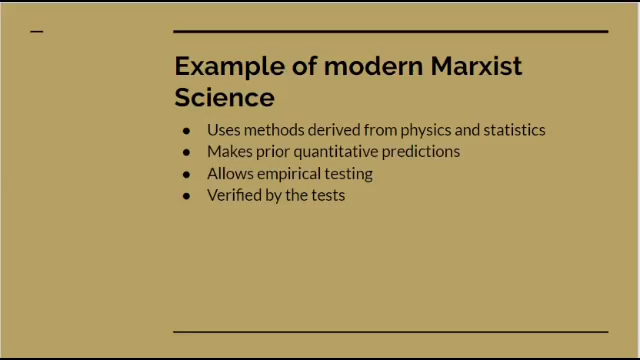 Example of modern Marxist
Science
● Uses methods derived from physics and statistics
● Makes prior quantitative predictions
● Allows empirical testing
● Verified by the tests